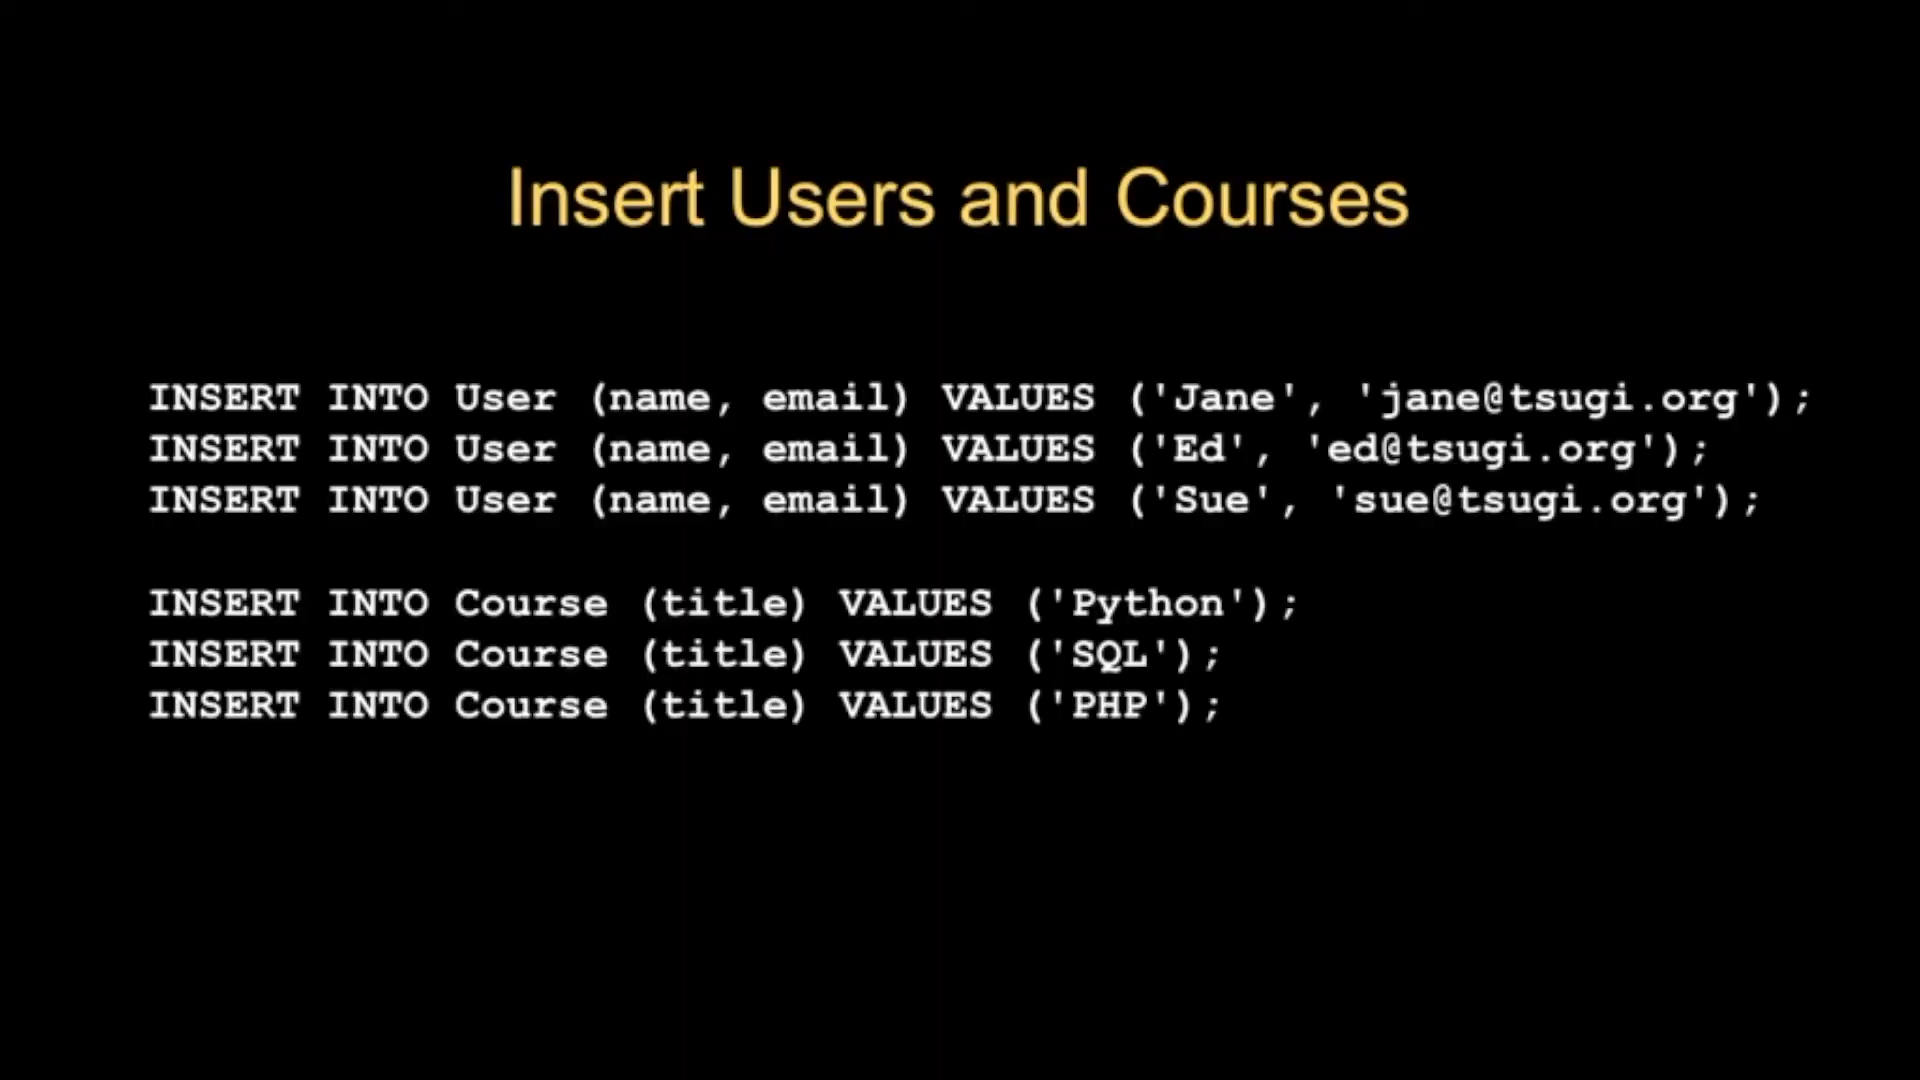 Insert Users and Courses
INSERT INTO User (name, email) VALUES ('Jane', 'jane@tsugi.org');
INSERT INTO User (name, email) VALUES ('Ed', 'ed@tsugi.org');
INSERT INTO User (name, email) VALUES ('Sue', 'sue@tsugi.org');
INSERT INTO Course (title) VALUES ('Python');
INSERT INTO Course (title) VALUES ('SQL');
INSERT INTO Course (title) VALUES ('PHP');